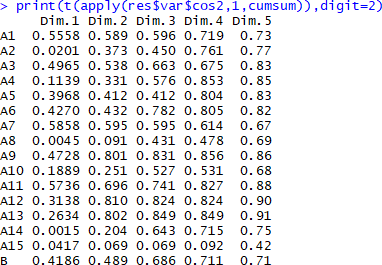 > print(t(apply(res$var$cos2,1,cumsum)),digit=2)
Dim.1 Dim.2 Dim.3 Dim.4 Dim.5
A1 0.5558 0.589 0.596 0.719 0.73
A2 0.0201 0.373 0.450 0.761 0.77
A3 0.4965 0.538 0.663 0.675 0.83
A4 0.1139 0.331 0.576 0.853 0.85
A5 0.3968 0.412 0.412 0.804 0.83
A6 0.4270 0.432 0.782 0.805 0.82
A7 0.5858 0.595 0.595 0.614 0.67
A8 0.0045 0.091 0.431 0.478 0.69
A9 0.4728 0.801 0.831 0.856 0.86
A10 0.1889 0.251 0.527 0.531 0.68
A11 0.5736 0.696 0.741 0.827 0.88
A12 0.3138 0.810 0.824 0.824 0.90
A13 0.2634 0.802 0.849 0.849 0.91
A14 0.0015 0.204 0.643 0.715 0.75
A15 0.0417 0.069 0.069 0.092 0.42
B 0.4186 0.489 0.686 0.711 0.71